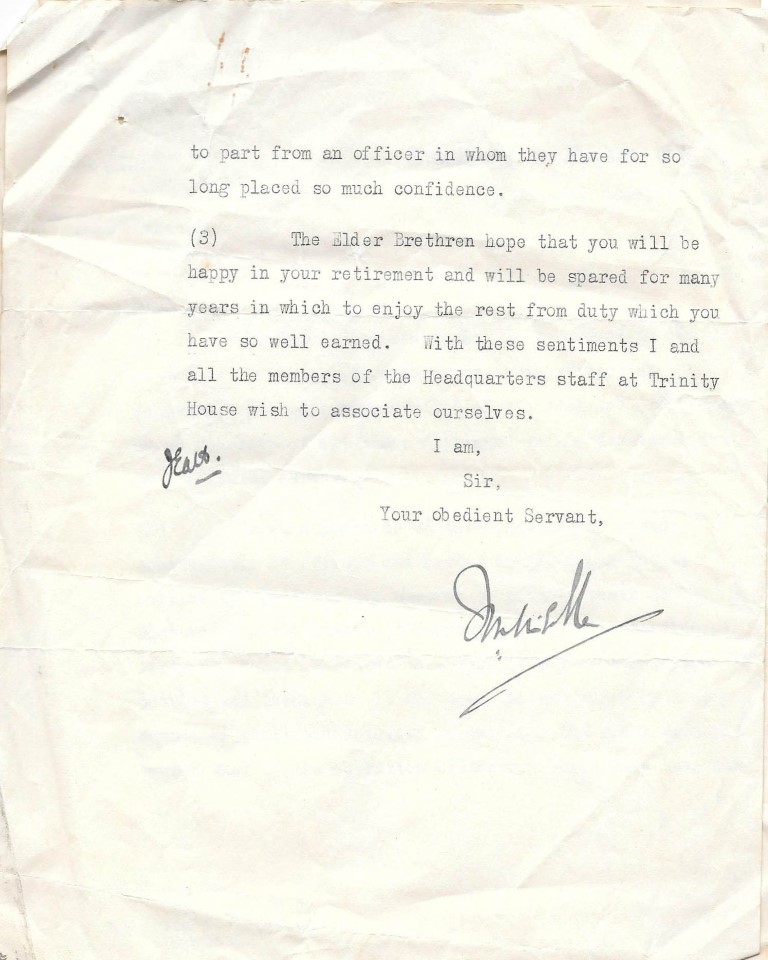 to part from an officer in whom they have for so
long placed so much confidence.
(3) The Elder Brethren hope that you will be
happy in your retirement and will be spared for many
years in which to enjoy the rest from duty which you
have so well earned. With these sentiments I and
all the members of the Headquarters staff at Trinity
House wish to associate ourselves.
I am,
Sir,
Your obedient Servant,